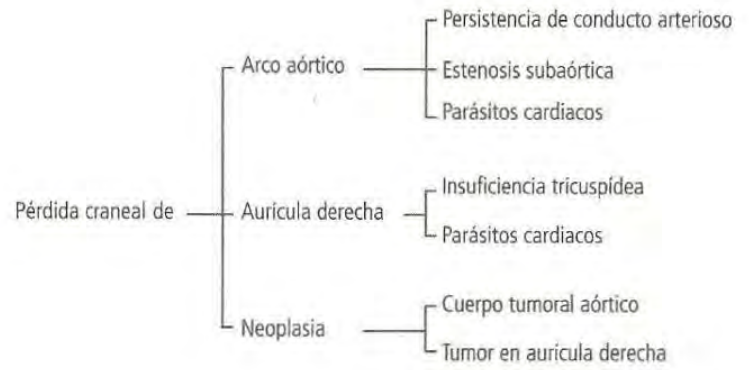 Persistencia de conducto arterioso
Arco aórtico
Estenosis subaórtica
Parásitos cardiacos
Insuficiencia tricuspídea
Pérdida craneal de
Aurícula derecha
Parásitos cardiacos
Cuerpo tumoral aórtico
Neoplasia
Tumor en aurícula derecha